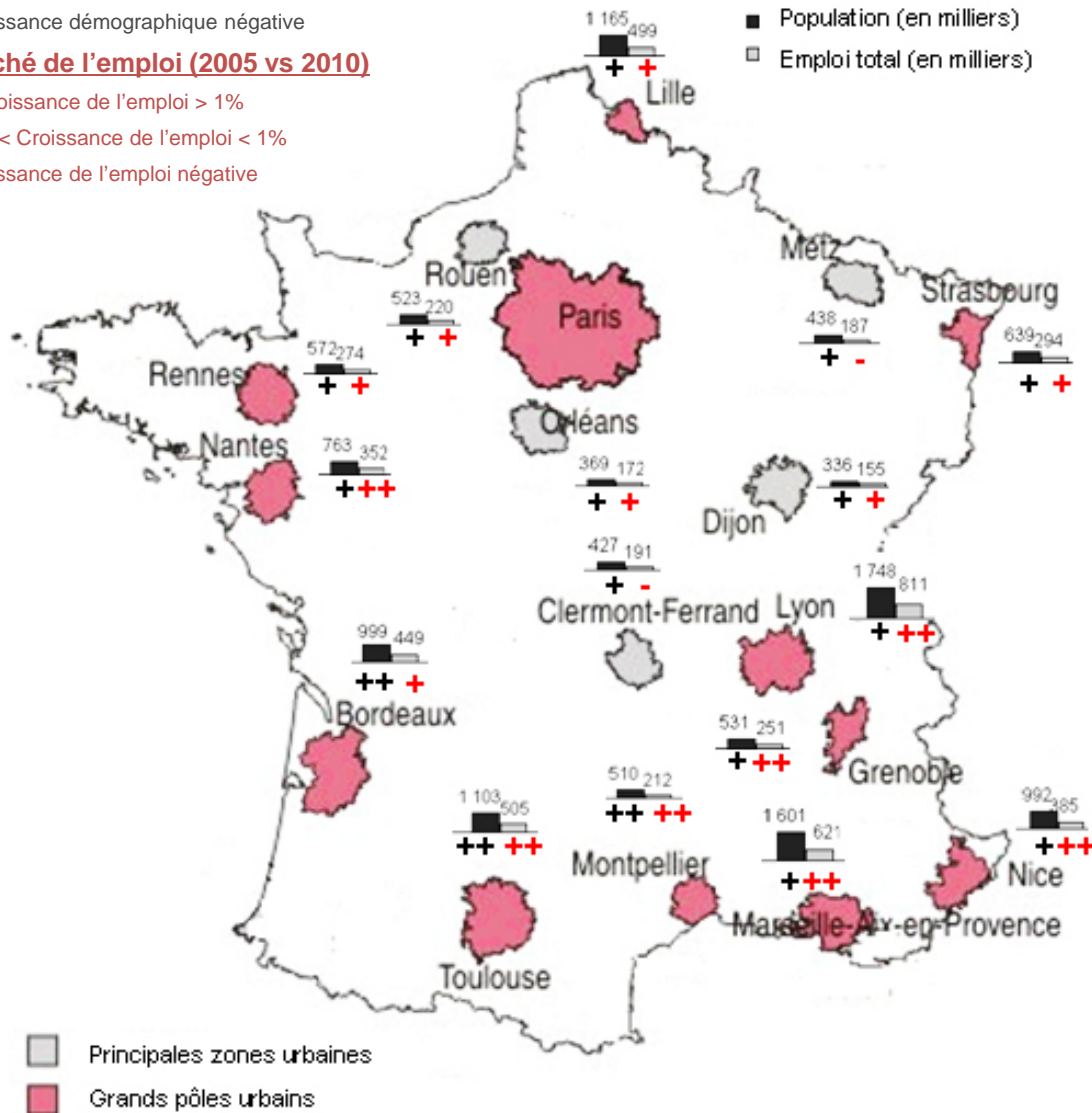 issance démographique négative
ché de l'emploi (2005 vs 2010)
oissance de l'emploi > 1%
< Croissance de l'emploi < 1%
issance de l'emploi négative
Population (en milliers)
Emploi total (en milliers)
1 165 499
+ +
Lille
Rouen
523 220
+ +
Paris
Metz
438 187
+ -
Strasbourg
639 294
+ +
Rennes
572 274
+ +
Nantes
763 352
+ ++
Orléans
369 172
+ +
Dijon
336 155
+ +
427 191
+ -
Clermont-Ferrand
Lyon
1 748 811
+ ++
999 449
++ +
Bordeaux
531 251
+ ++
Grenoble
510 212
++ ++
Montpellier
1 103 505
++ ++
Toulouse
1 601 621
+ ++
Marseille-Aix-en-Provence
992 385
+ ++
Nice
Principales zones urbaines
Grands pôles urbains